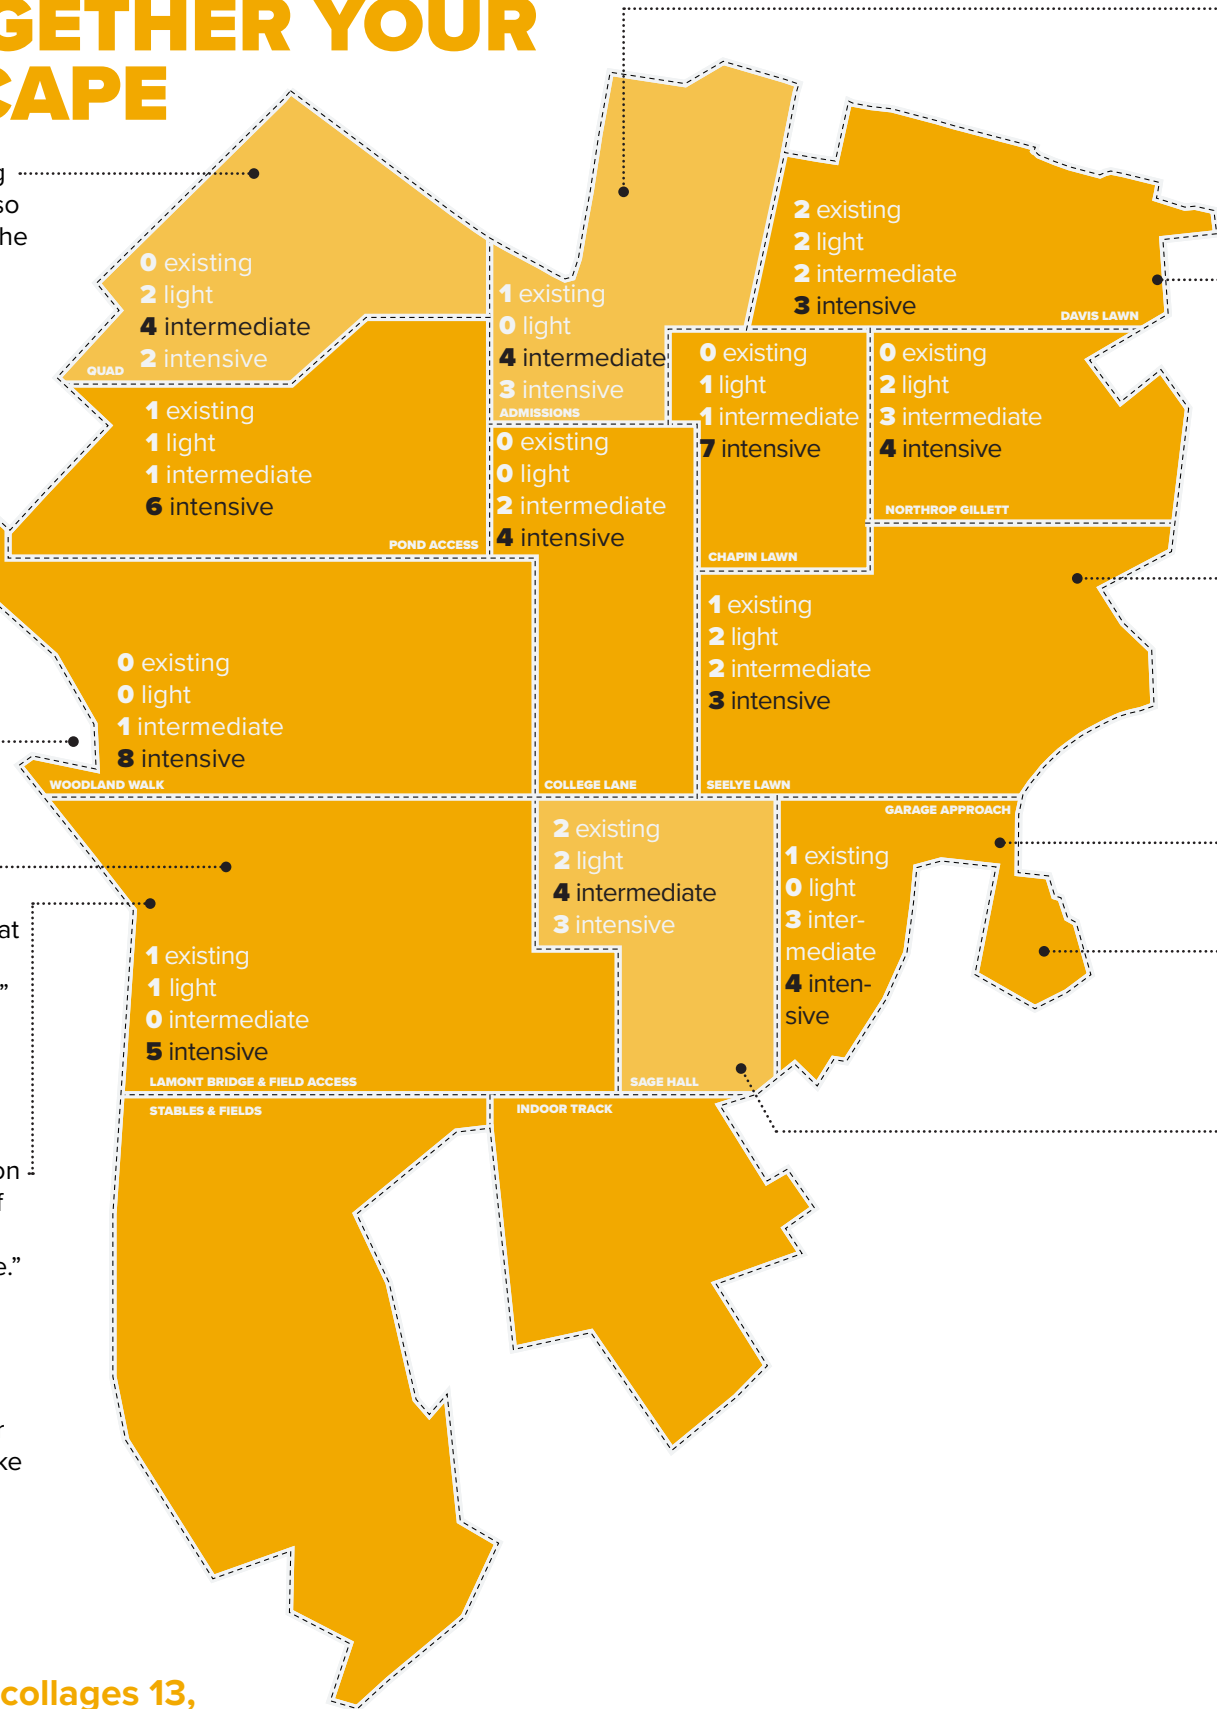 GETHER YOUR
CAPE
g
so
he
0 existing
2 light
4 intermediate
2 intensive
QUAD
1 existing
0 light
4 intermediate
3 intensive
ADMISSIONS
2 existing
2 light
2 intermediate
3 intensive
DAVIS LAWN
1 existing
1 light
1 intermediate
6 intensive
POND ACCESS
0 existing
0 light
2 intermediate
4 intensive
COLLEGE LANE
0 existing
1 light
1 intermediate
7 intensive
CHAPIN LAWN
0 existing
2 light
3 intermediate
4 intensive
NORTHROP GILLETT
0 existing
0 light
1 intermediate
8 intensive
WOODLAND WALK
1 existing
2 light
2 intermediate
3 intensive
SEELYE LAWN
at
”
1 existing
1 light
0 intermediate
5 intensive
LAMONT BRIDGE & FIELD ACCESS
2 existing
2 light
4 intermediate
3 intensive
SAGE HALL
GARAGE APPROACH
1 existing
0 light
3 inter-
mediate
4 inten-
sive
STABLES & FIELDS
INDOOR TRACK
on
f
e.”
r
ke
collages 13,